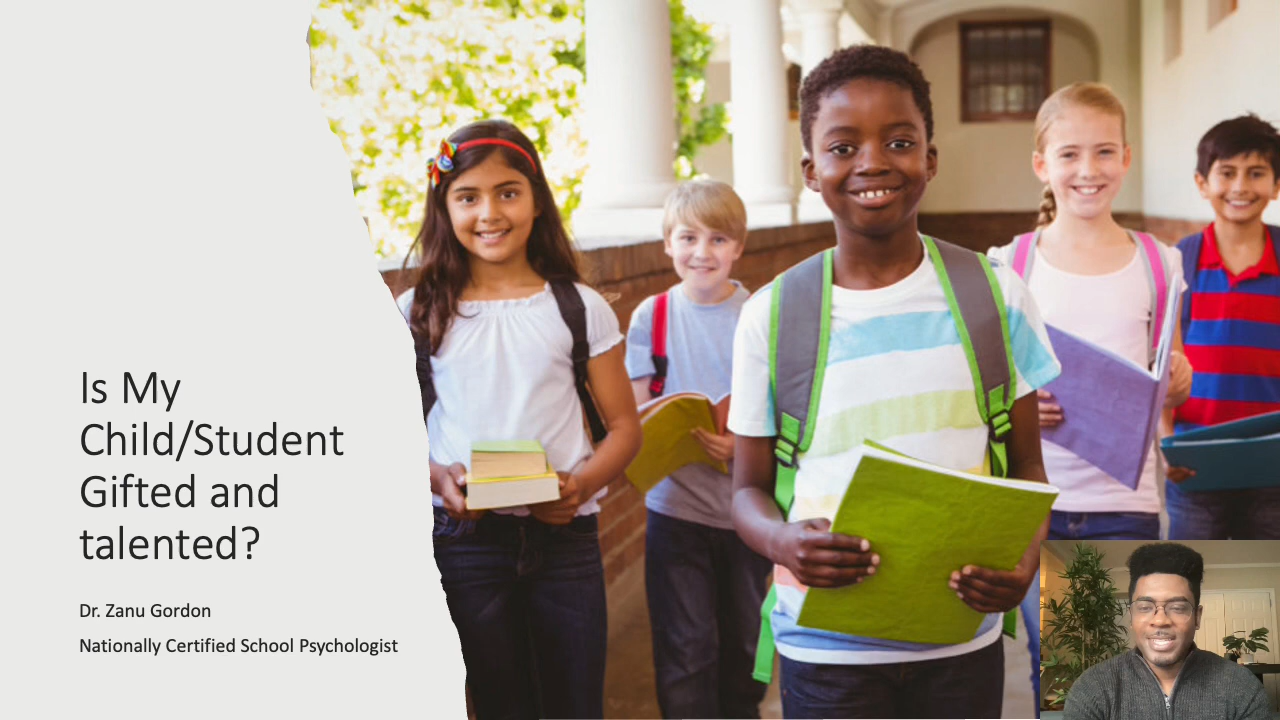 Is My
Child/Student
Gifted and
talented?
Dr. Zanu Gordon
Nationally Certified School Psychologist